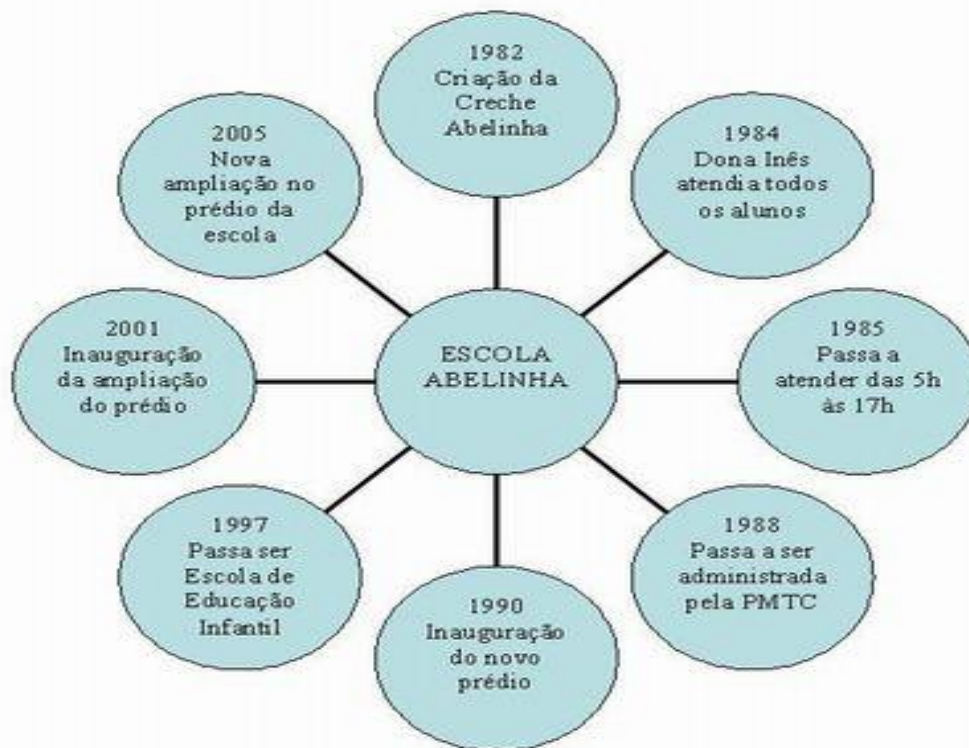 1982
Criação da
Creche
Abelinha
1984
Dona Inês
atendia todos
os alunos
1985
Passa a
atender das 5h
às 17h
1988
Passa a ser
administrada
pela PMTC
1990
Inauguração
do novo
prédio
1997
Passa ser
Escola de
Educação
Infantil
2001
Inauguração
da ampliação
do prédio
2005
Nova
ampliação no
prédio da
escola
ESCOLA
ABELINHA